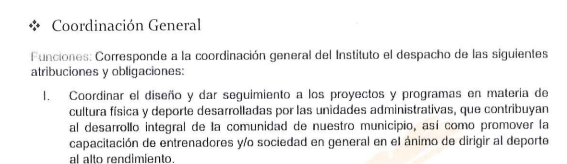 ❖ Coordinación General
Funciones: Corresponde a la coordinación general del Instituto el despacho de las siguientes
atribuciones y obligaciones:
I. Coordinar el diseño y dar seguimiento a los proyectos y programas en materia de
cultura física y deporte desarrolladas por las unidades administrativas, que contribuyan
al desarrollo integral de la comunidad de nuestro municipio, así como promover la
capacitación de entrenadores y/o sociedad en general en el ánimo de dirigir al deporte
al alto rendimiento.